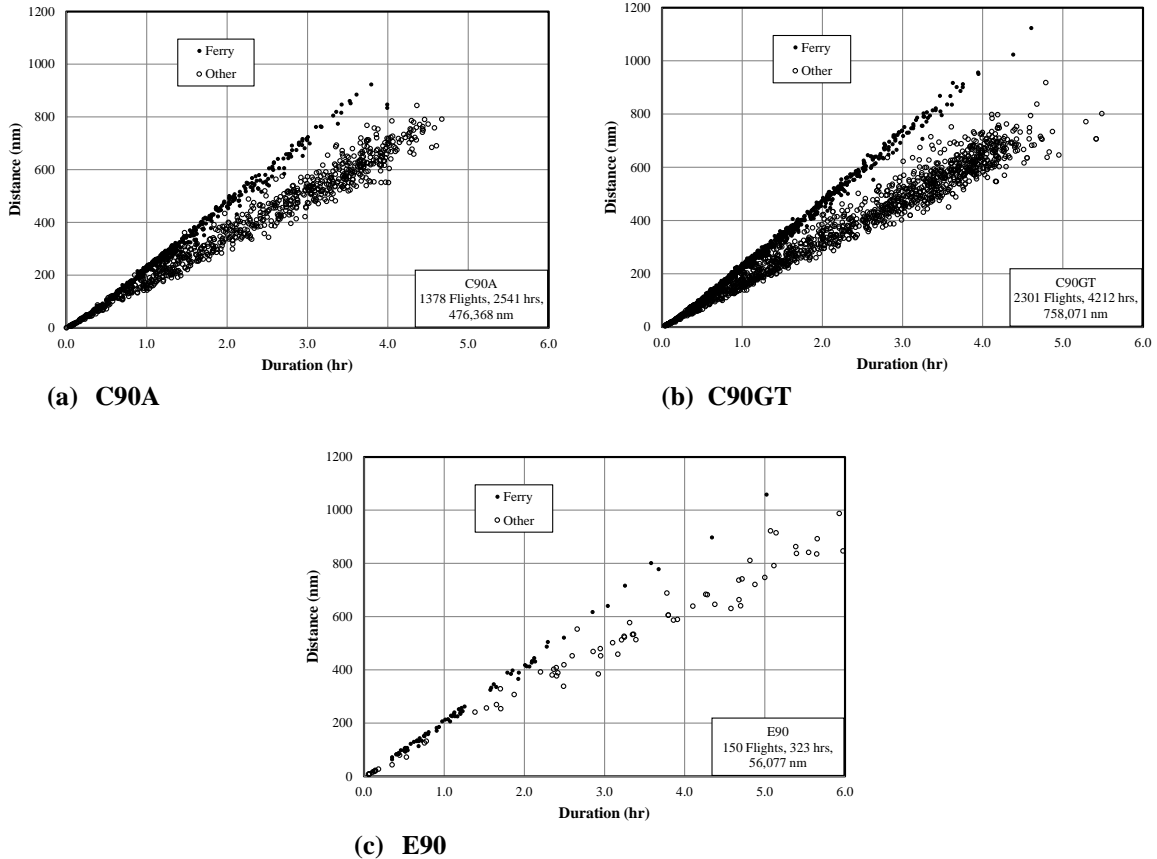 1200
1000
800
600
400
200
0
Distance (nm)
Ferry
Other
C90A
1378 Flights, 2541 hrs,
476,368 nm
0.0 1.0 2.0 3.0 4.0 5.0 6.0
Duration (hr)
(a) C90A
1200
1000
800
600
400
200
0
Distance (nm)
Ferry
Other
C90GT
2301 Flights, 4212 hrs,
758,071 nm
0.0 1.0 2.0 3.0 4.0 5.0 6.0
Duration (hr)
(b) C90GT
1200
1000
800
600
400
200
0
Distance (nm)
Ferry
Other
E90
150 Flights, 323 hrs,
56,077 nm
0.0 1.0 2.0 3.0 4.0 5.0 6.0
Duration (hr)
(c) E90